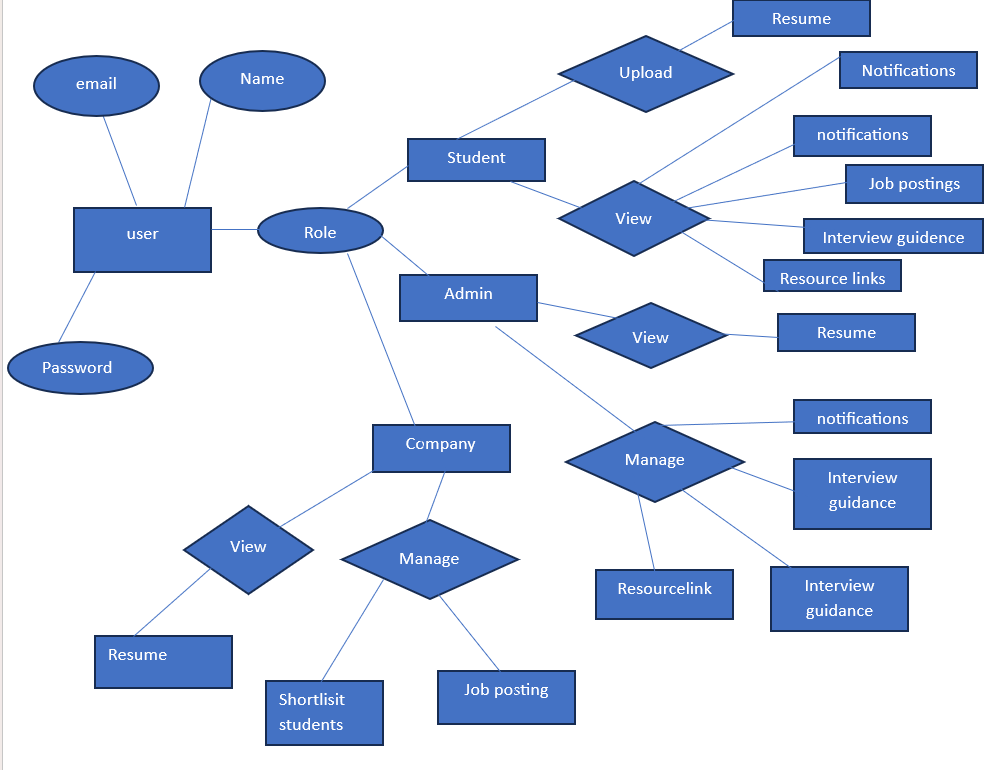 Resume
Upload
Notifications
email
Name
notifications
Student
Job postings
View
user
Role
Interview guidence
Resource links
Admin
View
Resume
Password
notifications
Company
Manage
Interview
guidance
View
Manage
Resourcelink
Interview
guidance
Resume
Shortlisit
students
Job posting